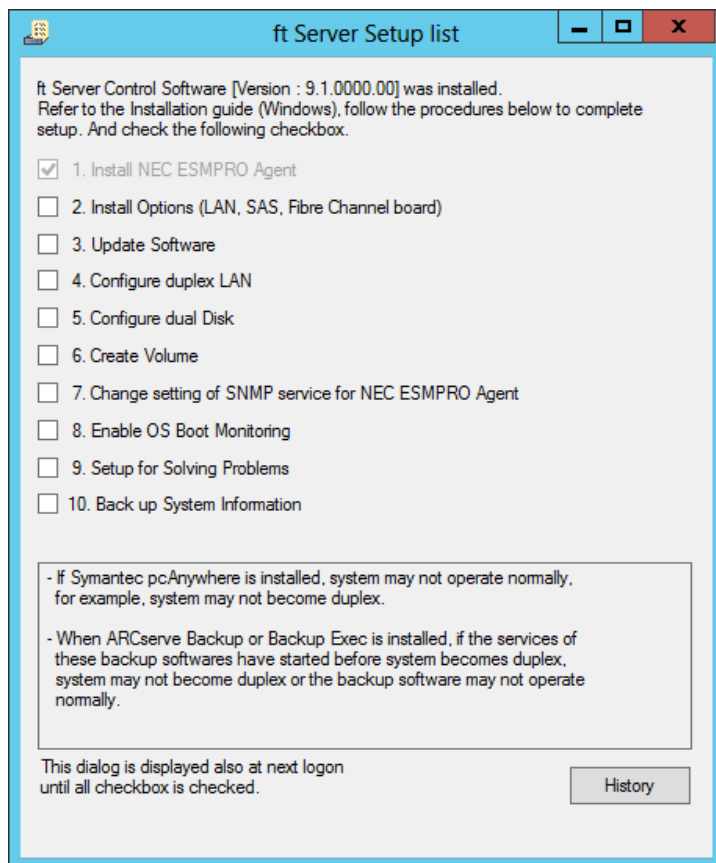 ft Server Setup list
ft Server Control Software [Version : 9.1.0000.00] was installed.
Refer to the Installation guide (Windows), follow the procedures below to complete
setup. And check the following checkbox.
1. Install NEC ESMPRO Agent
2. Install Options (LAN, SAS, Fibre Channel board)
3. Update Software
4. Configure duplex LAN
5. Configure dual Disk
6. Create Volume
7. Change setting of SNMP service for NEC ESMPRO Agent
8. Enable OS Boot Monitoring
9. Setup for Solving Problems
10. Back up System Information
- If Symantec pcAnywhere is installed, system may not operate normally,
for example, system may not become duplex.
- When ARCserve Backup or Backup Exec is installed, if the services of
these backup softwares have started before system becomes duplex,
system may not become duplex or the backup software may not operate
normally.
This dialog is displayed also at next logon
until all checkbox is checked.
History